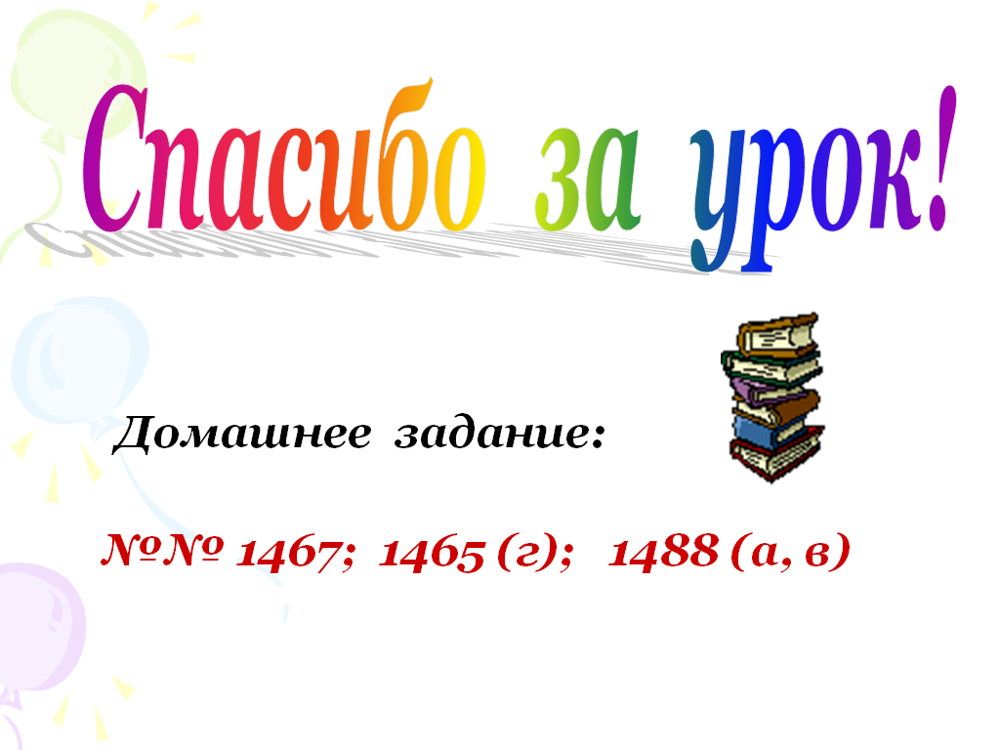 Спасибо за урок!
Домашнее задание:
№№ 1467; 1465 (г); 1488 (а, в)